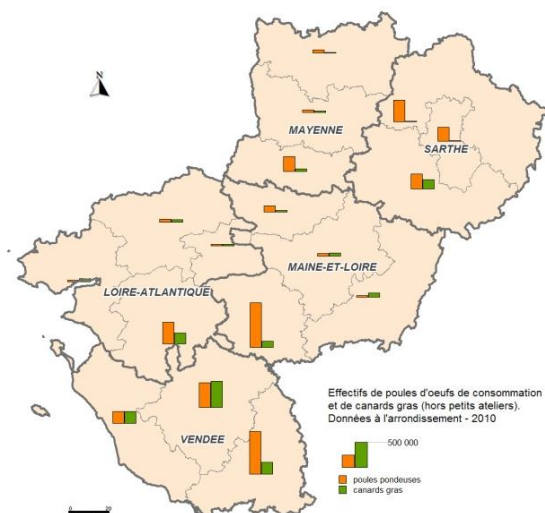 N
MAYENNE
SARTHE
MAINE-ET-LOIRE
LOIRE-ATLANTIQUE
VENDEE
Effectifs de poules d'oeufs de consommation
et de canards gras (hors petits ateliers).
Données à l'arrondissement - 2010
500 000
poules pondeuses
canards gras
0